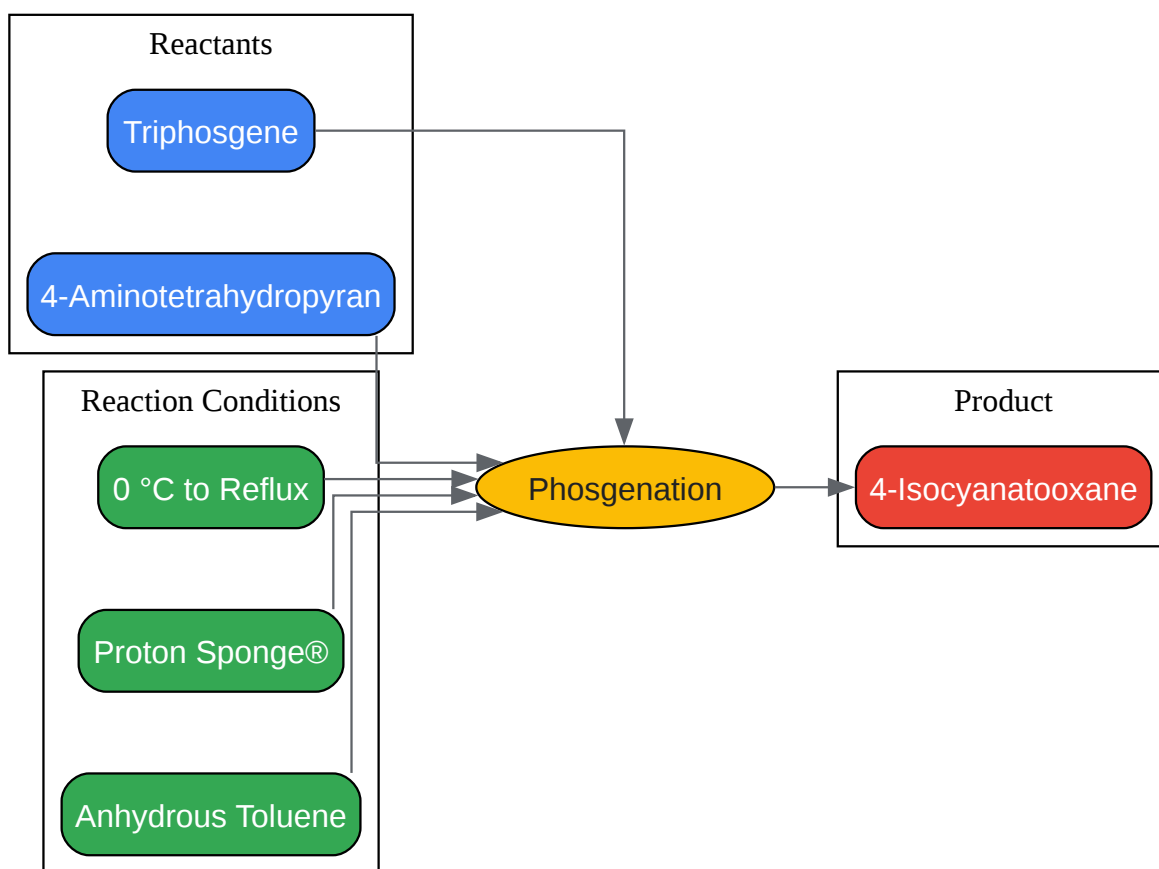 Reactants
Triphosgene
4-Aminotetrahydropyran
Reaction Conditions
0 °C to Reflux
Proton Sponge®
Anhydrous Toluene
Phosgenation
Product
4-Isocyanatooxane